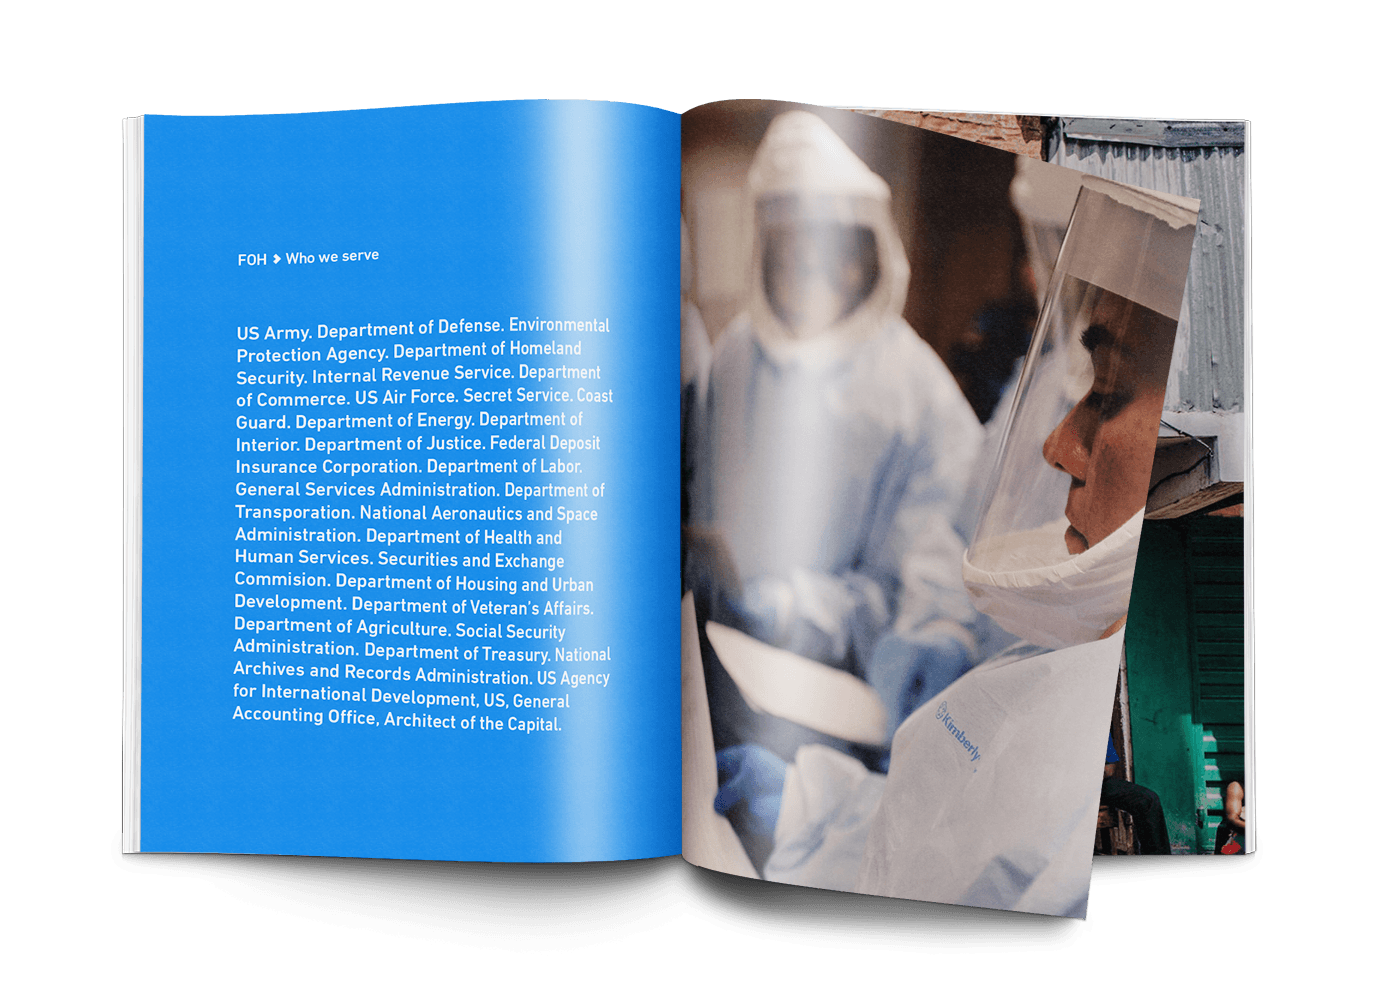 FOH > Who we serve
US Army. Department of Defense. Environmental
Protection Agency. Department of Homeland
Security. Internal Revenue Service. Department
of Commerce. US Air Force. Secret Service. Coast
Guard. Department of Energy. Department of
Interior. Department of Justice. Federal Deposit
Insurance Corporation. Department of Labor.
General Services Administration. Department of
Transporation. National Aeronautics and Space
Administration. Department of Health and
Human Services. Securities and Exchange
Commision. Department of Housing and Urban
Development. Department of Veteran's Affairs.
Department of Agriculture. Social Security
Administration. Department of Treasury. National
Archives and Records Administration. US Agency
for International Development, US, General
Accounting Office, Architect of the Capital.
Kimberly